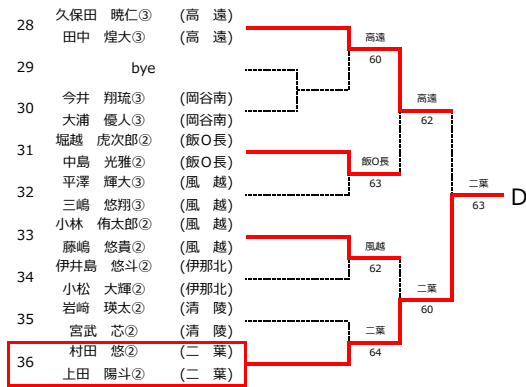 28
久保田　暁仁③　(高　遠)
田中　煌大③　(高　遠)
29
bye
30
今井　翔琉③　(岡谷南)
大浦　優人③　(岡谷南)
31
堀越　虎次郎②　(飯O長)
中島　光雅②　(飯O長)
32
平澤　輝大③　(風　越)
三嶋　悠翔③　(風　越)
33
小林　侑太郎②　(風　越)
藤嶋　悠貴②　(風　越)
34
伊井島　悠斗②　(伊那北)
小松　大輝②　(伊那北)
35
岩﨑　瑛太②　(清　陵)
宮武　芯②　(清　陵)
36
村田　悠②　(二　葉)
上田　陽斗②　(二　葉)
高遠
60
飯O長
63
風越
62
二葉
64
高遠
62
二葉
60
二葉
63
D